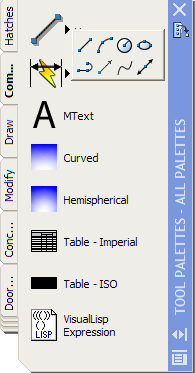 Hatches
Com...
Draw
Modify
Conc...
Door...
A
MText
Curved
Hemispherical
Table - Imperial
Table - ISO
LISP
VisualLisp
Expression
TOOL PALETTES - ALL PALETTES